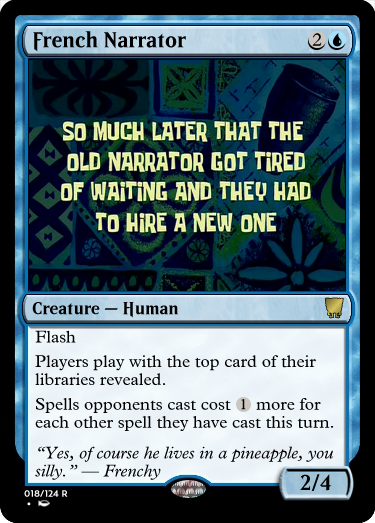 French Narrator 2
SO MUCH LATER THAT THE
OLD NARRATOR GOT TIRED
OF WAITING AND THEY HAD
TO HIRE A NEW ONE
Creature — Human
Flash
Players play with the top card of their
libraries revealed.
Spells opponents cast cost 1 more for
each other spell they have cast this turn.
“Yes, of course he lives in a pineapple, you
silly.” — Frenchy
2/4
018/124 R